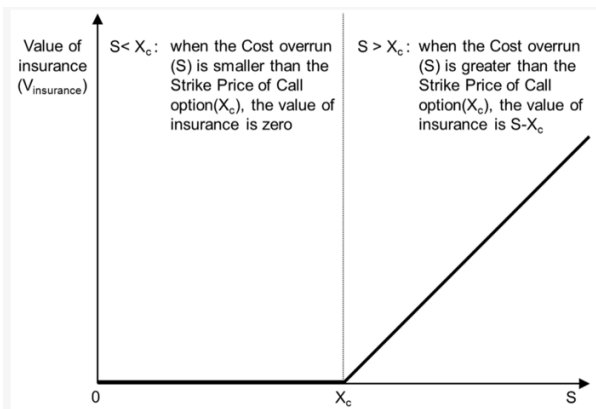 Value of
insurance
(Vinsurance)
S< Xc: when the Cost overrun
(S) is smaller than the
Strike Price of Call
option(Xc), the value of
insurance is zero
S > Xc: when the Cost overrun
(S) is greater than the
Strike Price of Call
option(Xc), the value of
insurance is S-Xc
0
Xc
S